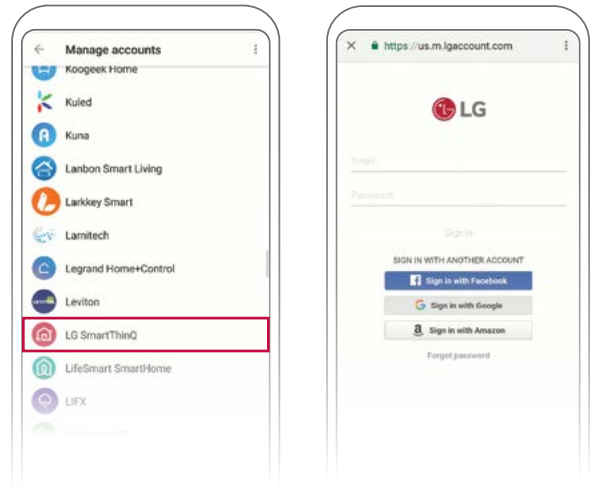 Manage accounts
Koogeek Home
Kuled
Kuna
Lanbon Smart Living
Larkkey Smart
Larnitech
Legrand Home+Control
Leviton
LG SmartThinQ
LifeSmart SmartHome
LIFX
https://us.m.lgaccount.com
LG
Email
Password
Sign In
SIGN IN WITH ANOTHER ACCOUNT
Sign in with Facebook
Sign in with Google
Sign in with Amazon
Forgot password